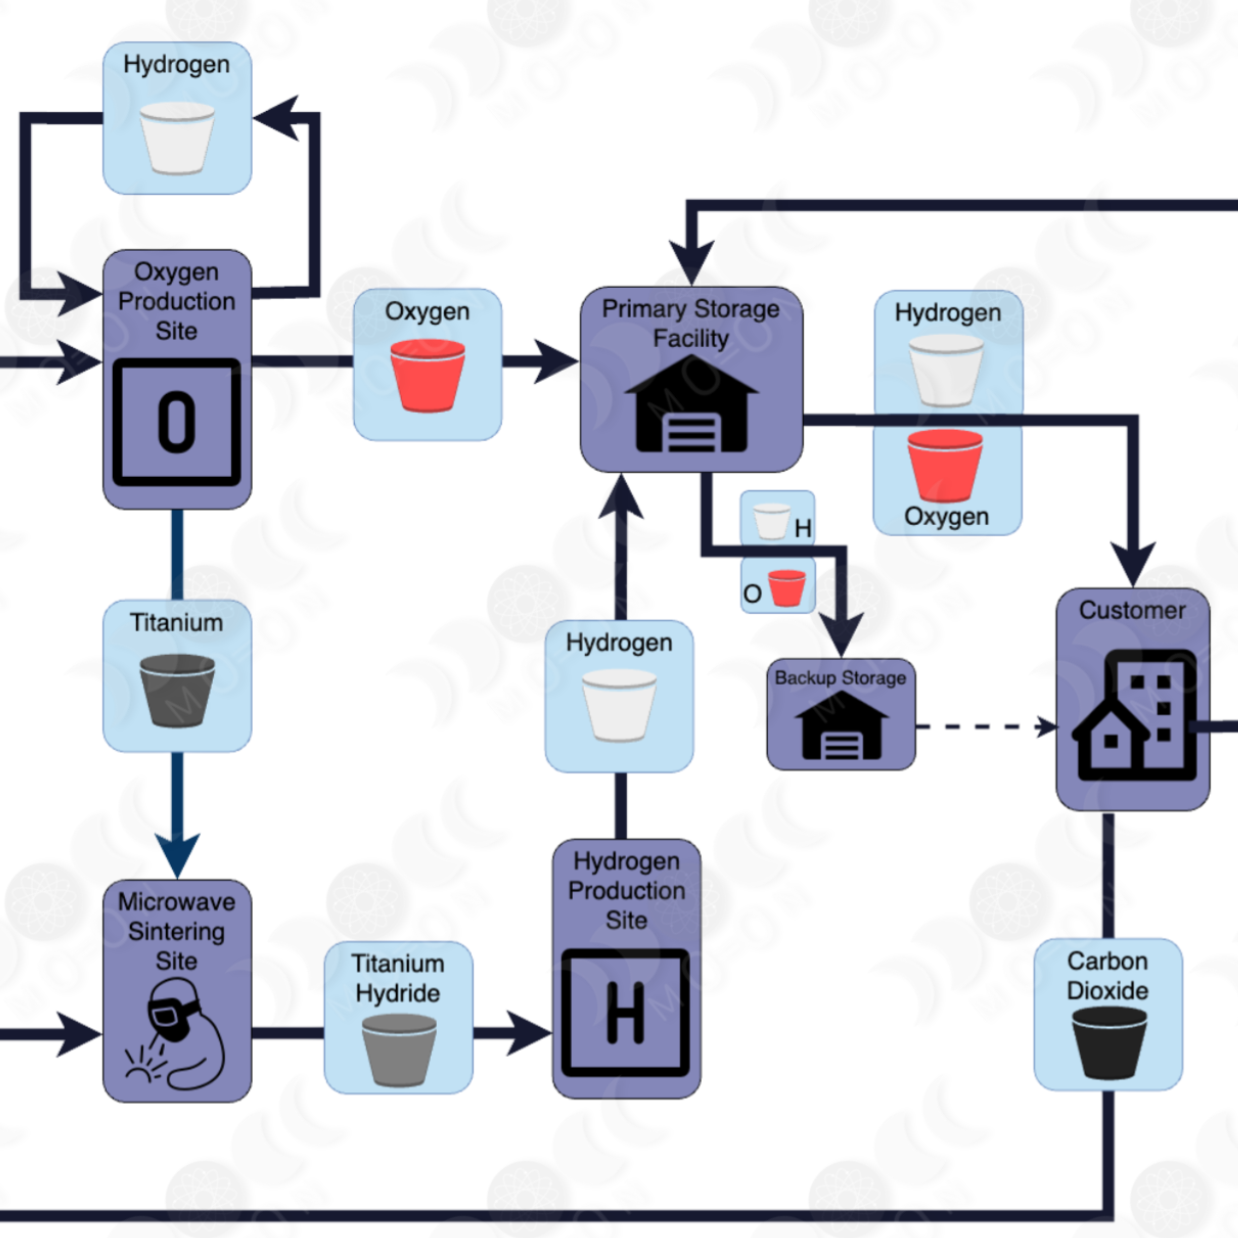 Hydrogen
Oxygen
Production
Site
O
Oxygen
Primary Storage
Facility
Hydrogen
Oxygen
H
O
Titanium
Hydrogen
Backup Storage
Customer
Microwave
Sintering
Site
Titanium
Hydride
Hydrogen
Production
Site
H
Carbon
Dioxide